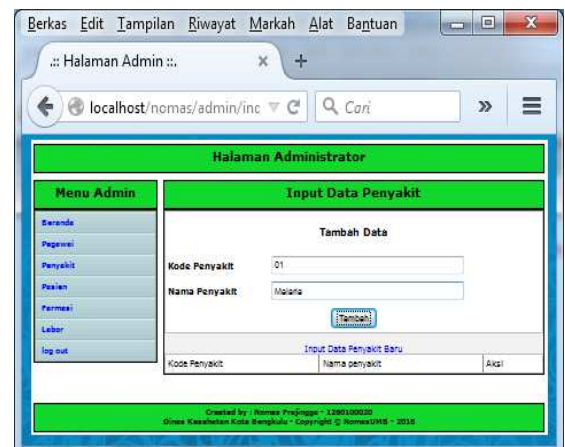 Berkas Edit Tampilan Riwayat Markah Alat Bantuan
.:: Halaman Admin ::.
localhost/nomas/admin/inc
Cari
Halaman Administrator
Menu Admin
Input Data Penyakit
Beranda
Pegawai
Penyakit
Pasien
Farmasi
Labor
log out
Tambah Data
Kode Penyakit 01
Nama Penyakit Malaria
Tambah
Input Data Penyakit Baru
Kode Penyakit Nama penyakit Aksi
Created by : Nomas Prejingga - 1260100020
Dinas Kesehatan Kota Bengkulu - Copyright © NomasUMB - 2015